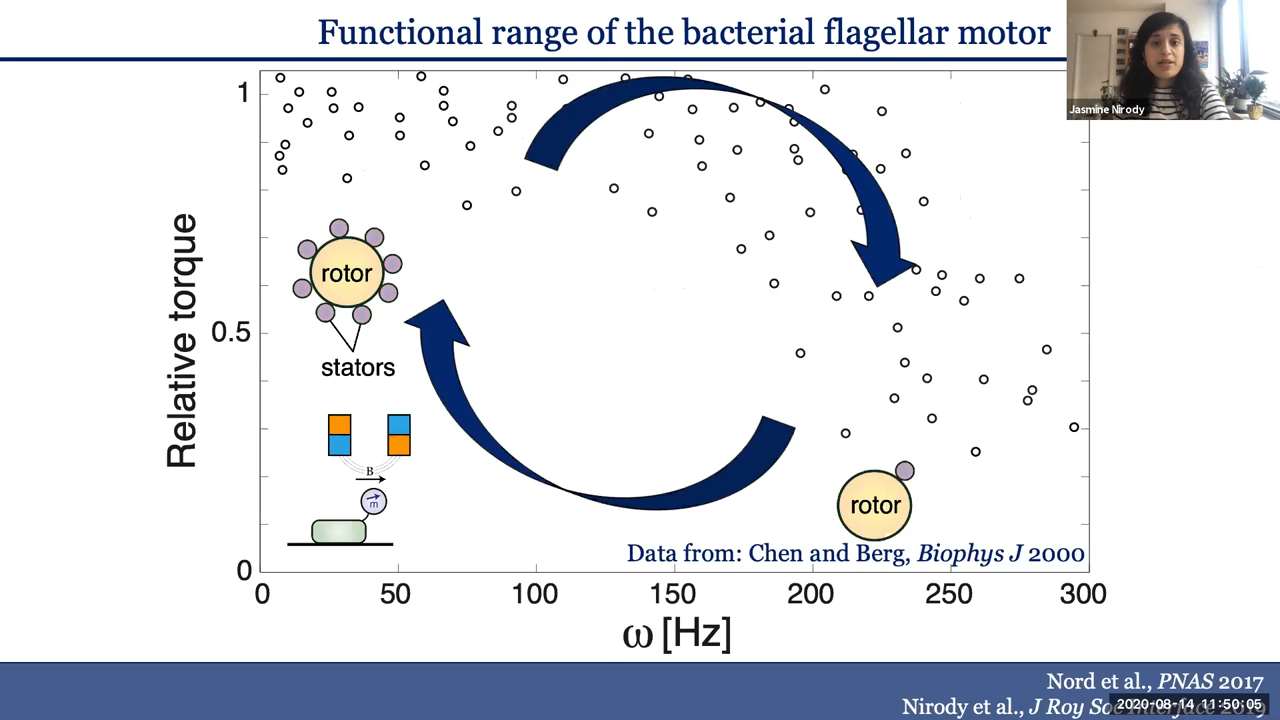 Functional range of the bacterial flagellar motor
Jasmine Nirody
1
0.5
0
Relative torque
rotor
stators
B
m
rotor
Data from: Chen and Berg, Biophys J 2000
0 50 100 150 200 250 300
ω [Hz]
Nord et al., PNAS 2017
Nirody et al., J Roy Soc Interface 2019
2020-08-14 11:50:05